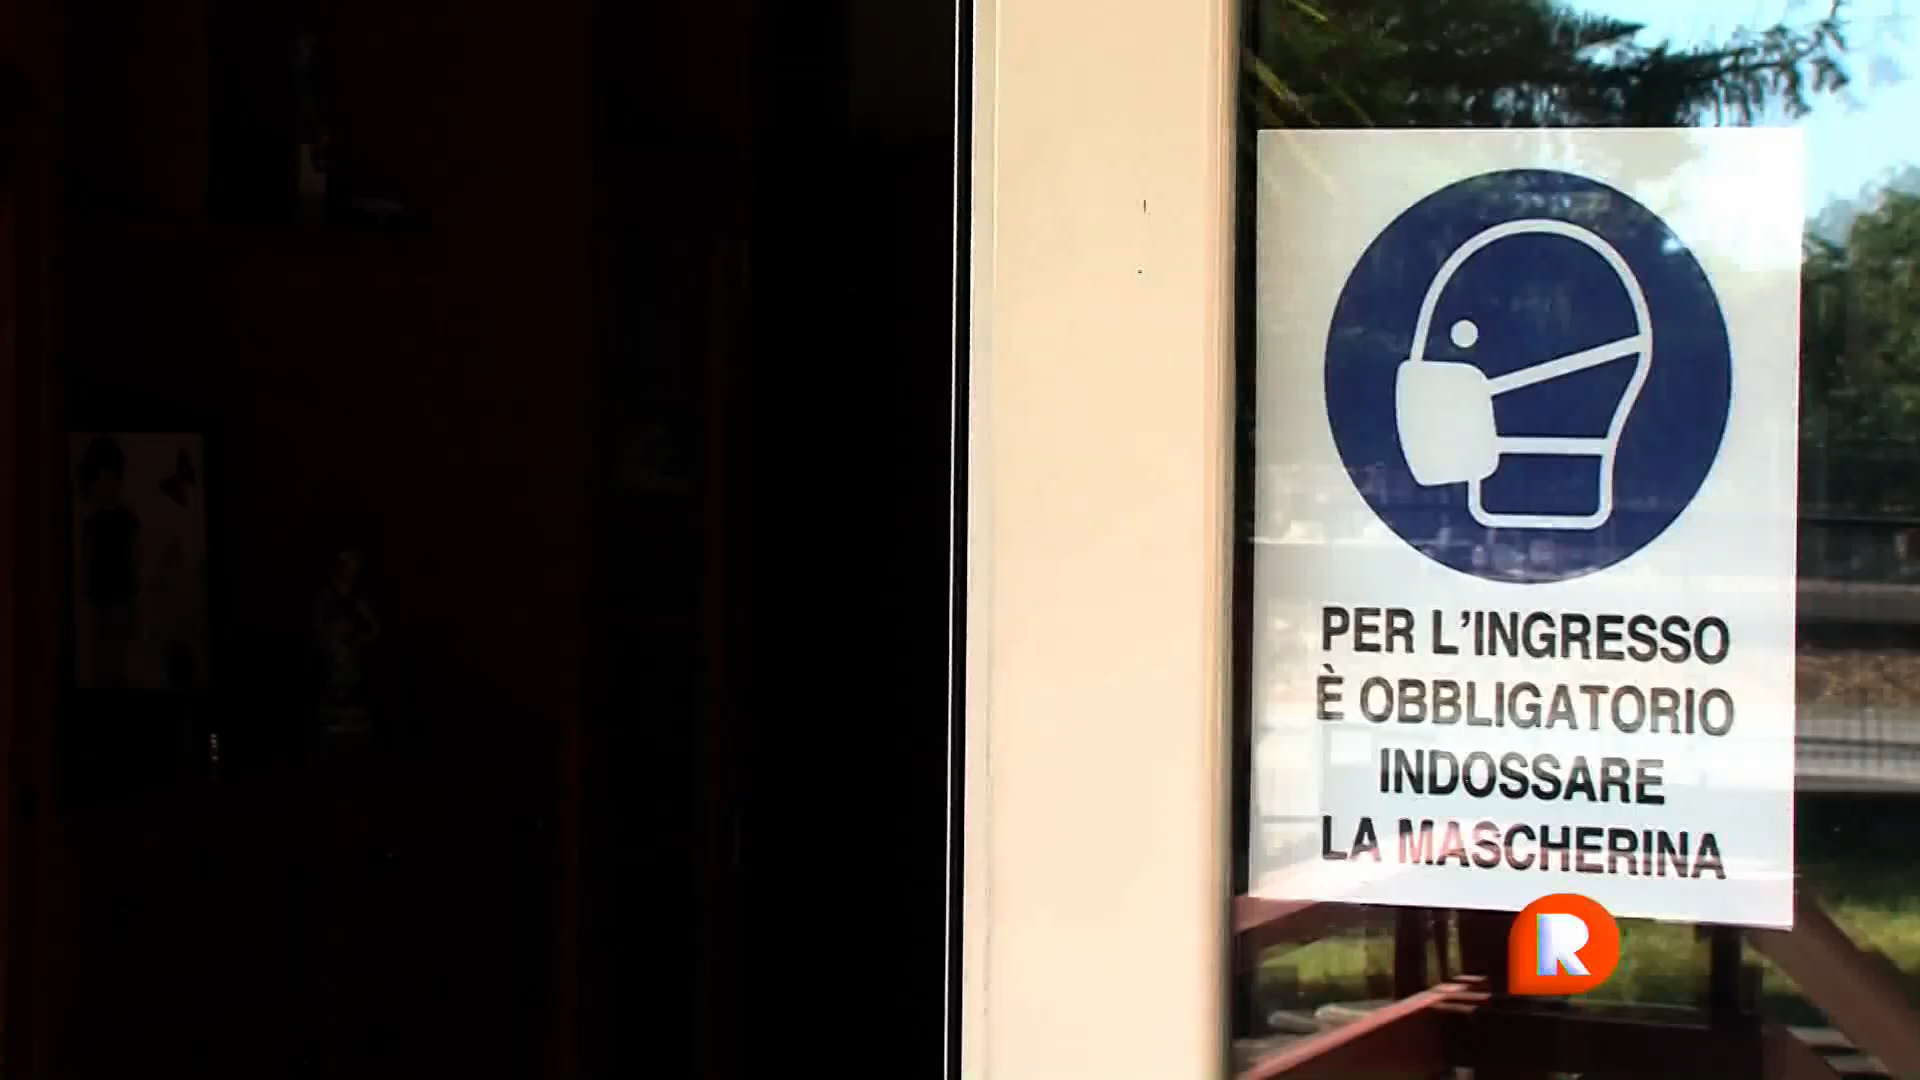 PER L'INGRESSO
È OBBLIGATORIO
INDOSSARE
LA MASCHERINA
R